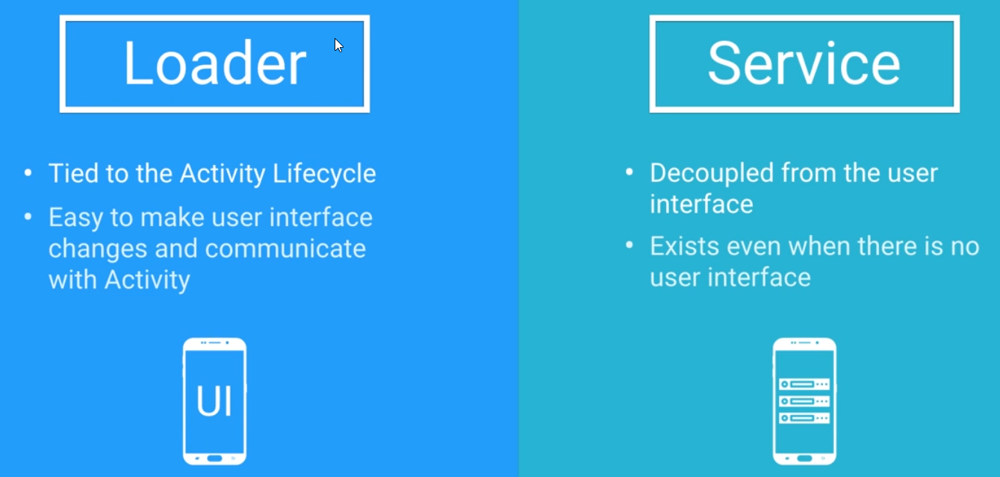 Loader
• Tied to the Activity Lifecycle
• Easy to make user interface
changes and communicate
with Activity
UI
Service
• Decoupled from the user
interface
• Exists even when there is no
user interface